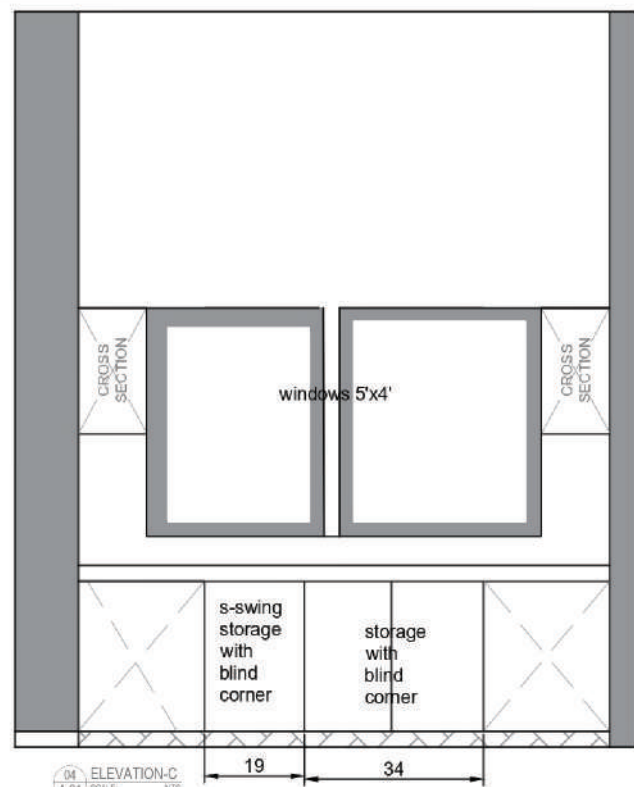 CROSS
SECTION
windows 5'x4'
CROSS
SECTION
s-swing
storage
with
blind
corner
storage
with
blind
corner
19
34
04 ELEVATION-C